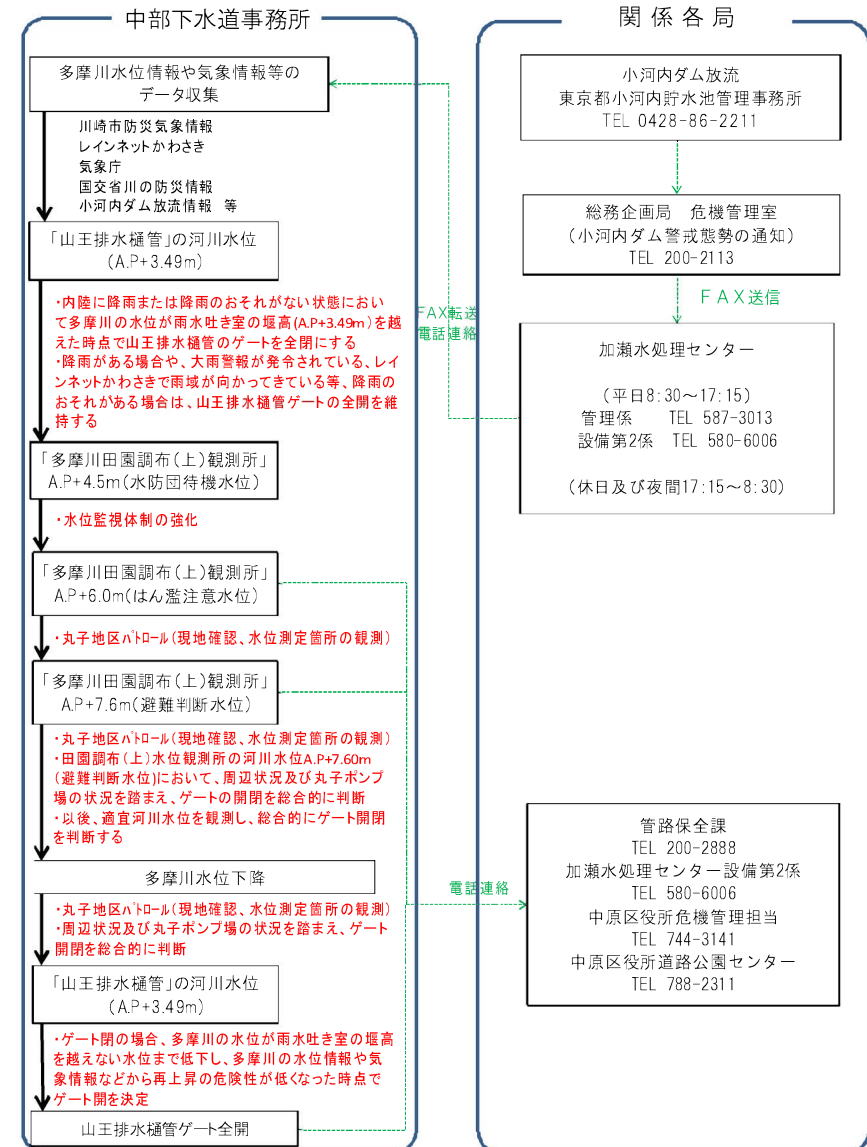 中部下水道事務所
多摩川水位情報や気象情報等の
データ収集
川崎市防災気象情報
レインネットかわさき
気象庁
国交省川の防災情報
小河内ダム放流情報 等
「山王排水樋管」の河川水位
(A.P+3.49m)
・内陸に降雨または降雨のおそれがない状態におい
て多摩川の水位が雨水吐き室の堰高(A.P+3.49m)を越
えた時点で山王排水樋管のゲートを全閉にする
・降雨がある場合や、大雨警報が発令されている、レイ
ンネットかわさきで雨域が向かってきている等、降雨の
おそれがある場合は、山王排水樋管ゲートの全開を維
持する
「多摩川田園調布(上)観測所」
A.P+4.5m(水防団待機水位)
・水位監視体制の強化
「多摩川田園調布(上)観測所」
A.P+6.0m(はん濫注意水位)
・丸子地区パトロール(現地確認、水位測定箇所の観測)
「多摩川田園調布(上)観測所」
A.P+7.6m(避難判断水位)
・丸子地区パトロール(現地確認、水位測定箇所の観測)
・田園調布(上)水位観測所の河川水位A.P+7.60m
(避難判断水位)において、周辺状況及び丸子ポンプ
場の状況を踏まえ、ゲートの開閉を総合的に判断
・以後、適宜河川水位を観測し、総合的にゲート開閉
を判断する
多摩川水位下降
・丸子地区パトロール(現地確認、水位測定箇所の観測)
・周辺状況及び丸子ポンプ場の状況を踏まえ、ゲート
開閉を総合的に判断
「山王排水樋管」の河川水位
(A.P+3.49m)
・ゲート閉の場合、多摩川の水位が雨水吐き室の堰高
を越えない水位まで低下し、多摩川の水位情報や気
象情報などから再上昇の危険性が低くなった時点で
ゲート開を決定
山王排水樋管ゲート全開
FAX転送
電話連絡
電話連絡
関係各局
小河内ダム放流
東京都小河内貯水池管理事務所
TEL 0428-86-2211
総務企画局 危機管理室
(小河内ダム警戒態勢の通知)
TEL 200-2113
FAX送信
加瀬水処理センター
(平日8:30~17:15)
管理係 TEL 587-3013
設備第2係 TEL 580-6006
(休日及び夜間17:15~8:30)
管路保全課
TEL 200-2888
加瀬水処理センター設備第2係
TEL 580-6006
中原区役所危機管理担当
TEL 744-3141
中原区役所道路公園センター
TEL 788-2311